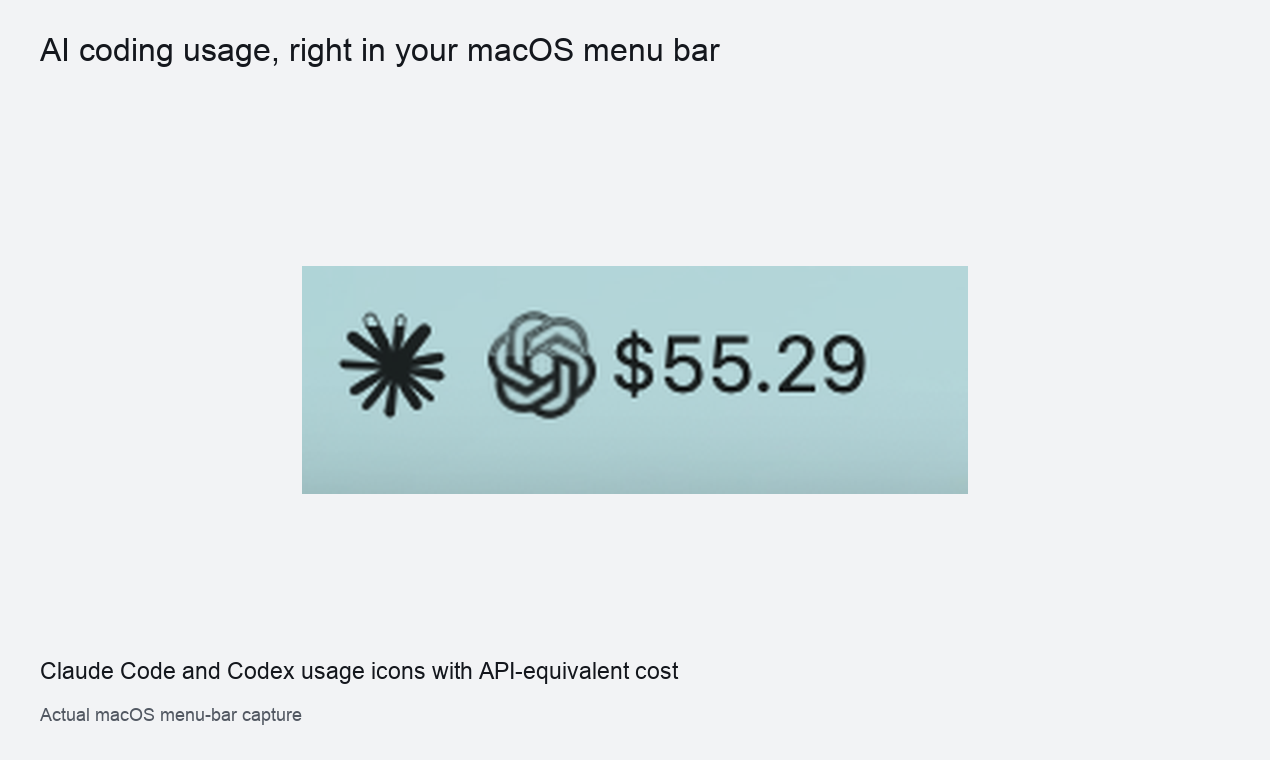 AI coding usage, right in your macOS menu bar
$55.29
Claude Code and Codex usage icons with API-equivalent cost
Actual macOS menu-bar capture